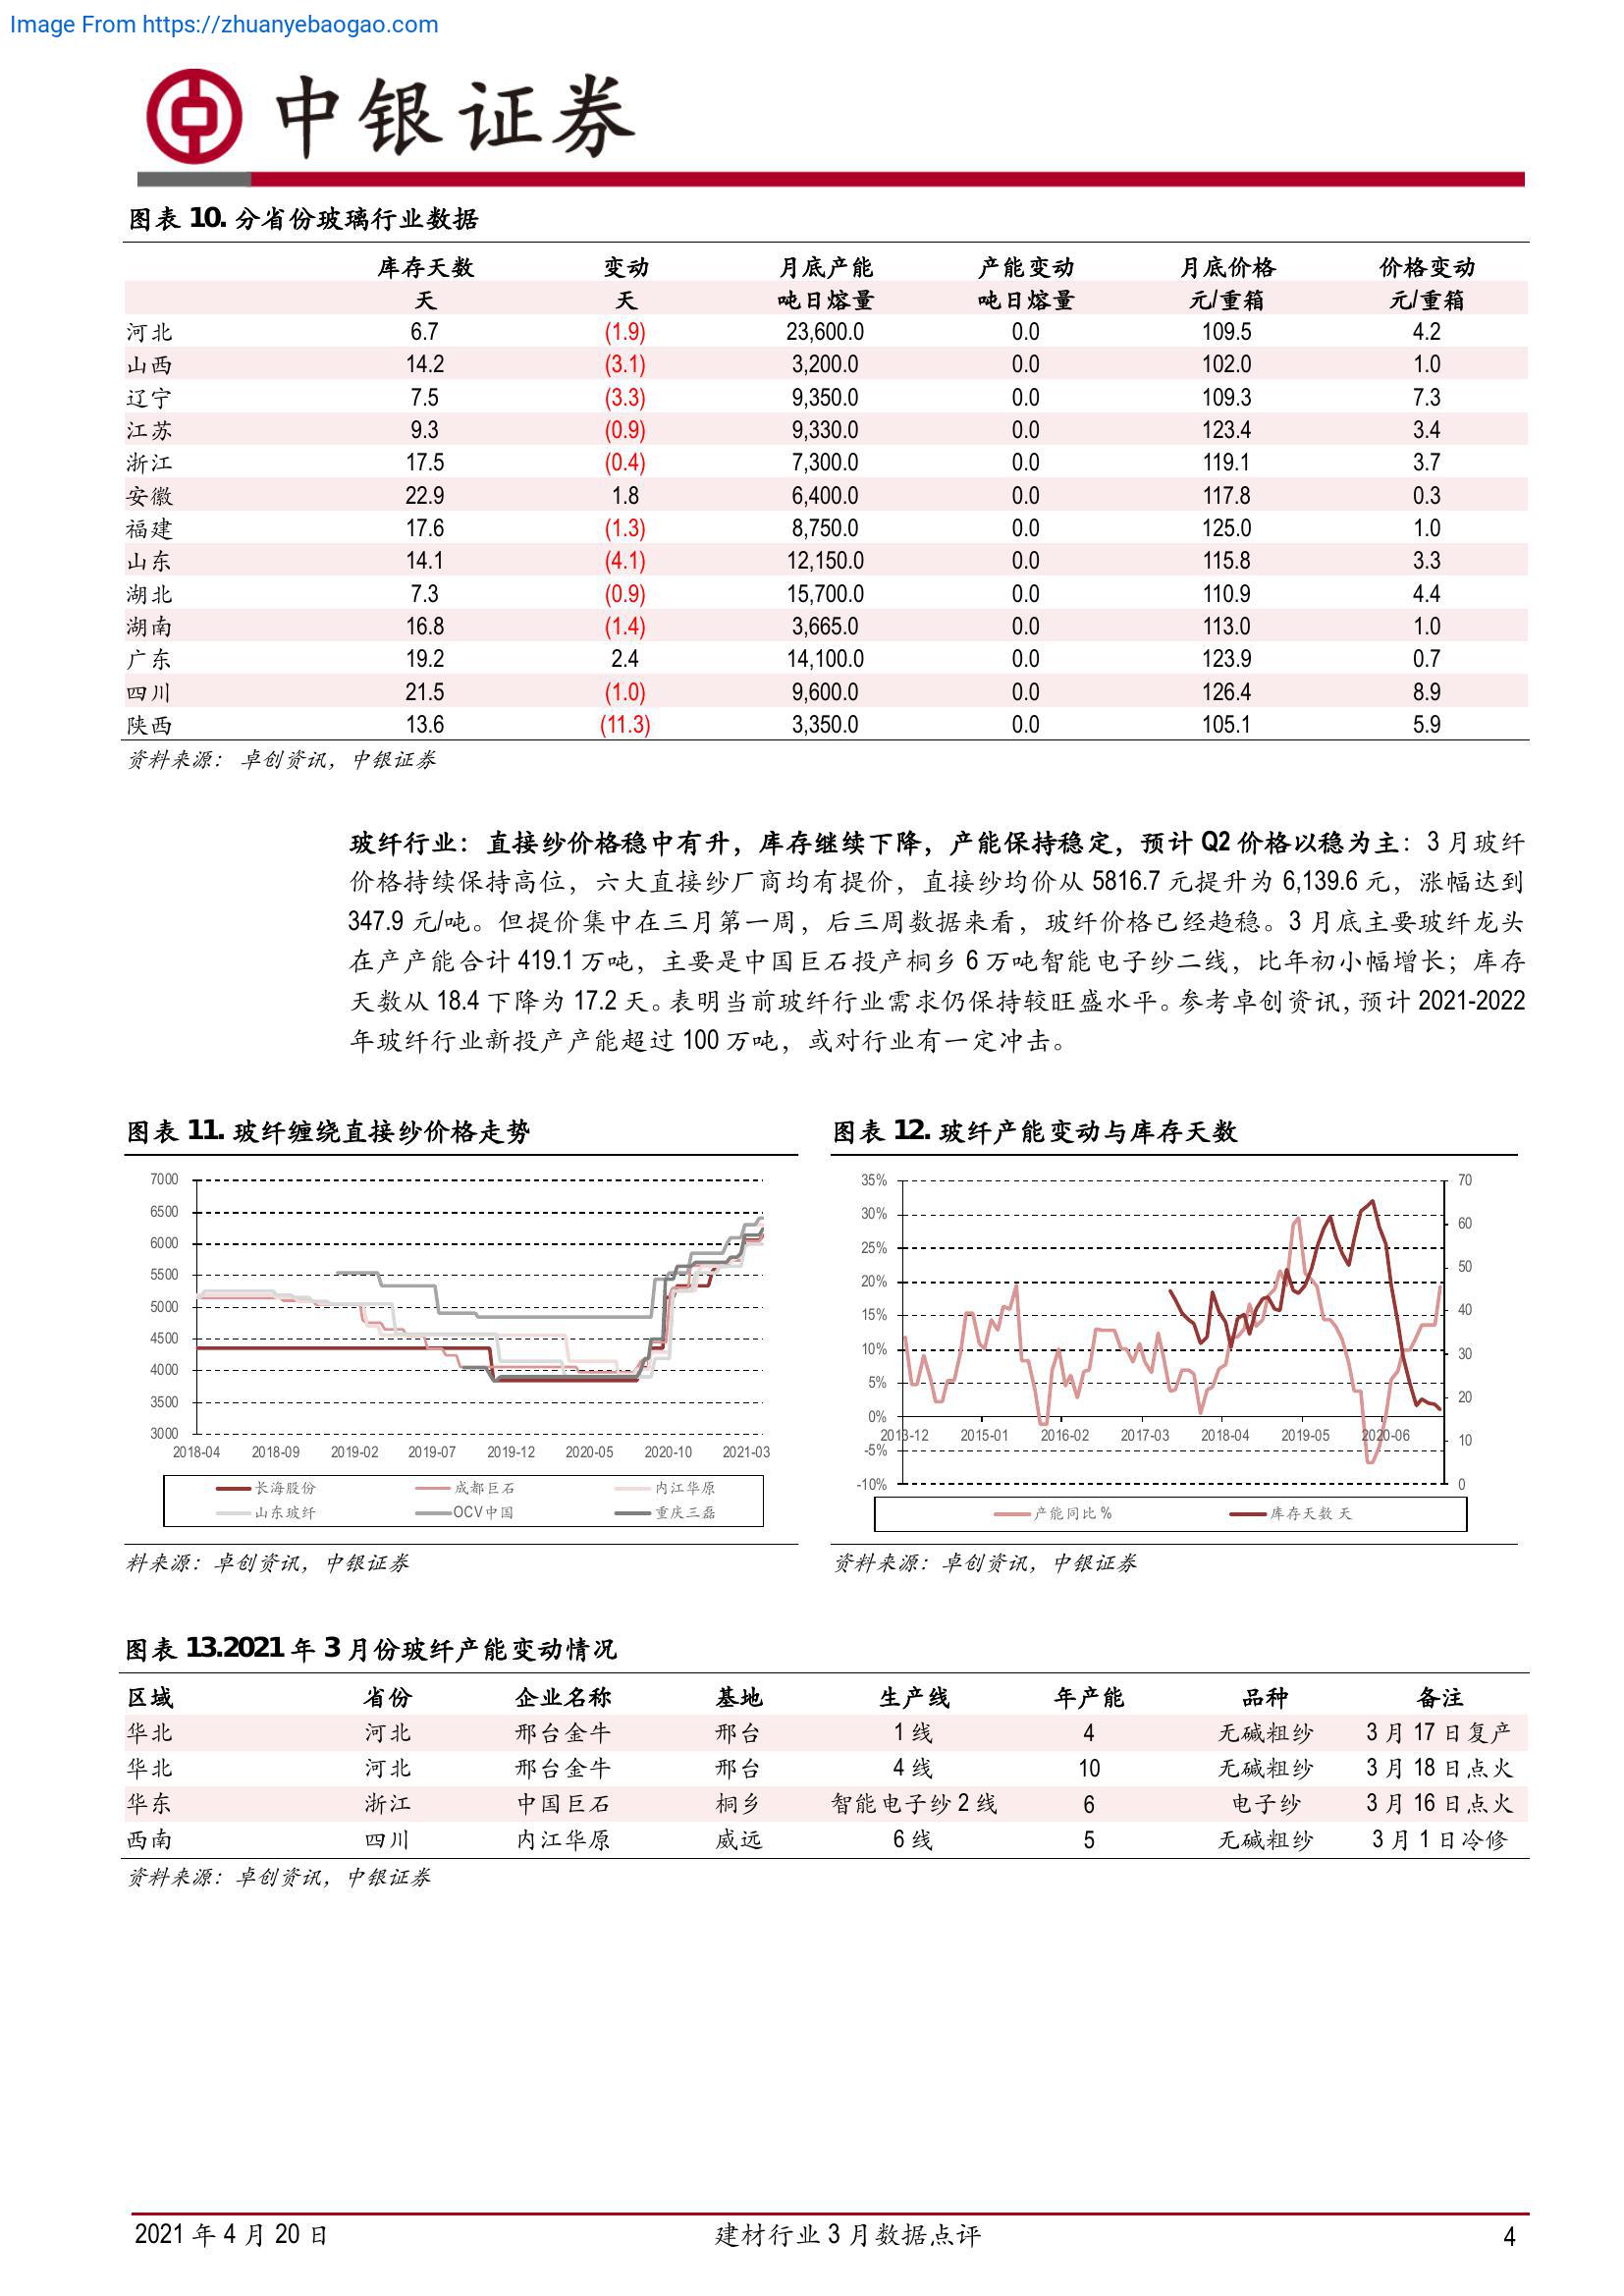 Image From https://zhuanyebaogao.com
中银证券
图表 10. 分省份玻璃行业数据
库存天数 变动 月底产能 产能变动 月底价格 价格变动
天 天 吨日熔量 吨日熔量 元/重箱 元/重箱
河北 6.7 (1.9) 23,600.0 0.0 109.5 4.2
山西 14.2 (3.1) 3,200.0 0.0 102.0 1.0
辽宁 7.5 (3.3) 9,350.0 0.0 109.3 7.3
江苏 9.3 (0.9) 9,330.0 0.0 123.4 3.4
浙江 17.5 (0.4) 7,300.0 0.0 119.1 3.7
安徽 22.9 1.8 6,400.0 0.0 117.8 0.3
福建 17.6 (1.3) 8,750.0 0.0 125.0 1.0
山东 14.1 (4.1) 12,150.0 0.0 115.8 3.3
湖北 7.3 (0.9) 15,700.0 0.0 110.9 4.4
湖南 16.8 (1.4) 3,665.0 0.0 113.0 1.0
广东 19.2 2.4 14,100.0 0.0 123.9 0.7
四川 21.5 (1.0) 9,600.0 0.0 126.4 8.9
陕西 13.6 (11.3) 3,350.0 0.0 105.1 5.9
资料来源： 卓创资讯，中银证券
玻纤行业：直接纱价格稳中有升，库存继续下降，产能保持稳定，预计 Q2 价格以稳为主：3 月玻纤
价格持续保持高位，六大直接纱厂商均有提价，直接纱均价从 5816.7 元提升为 6,139.6 元，涨幅达到
347.9 元/吨。但提价集中在三月第一周，后三周数据来看，玻纤价格已经趋稳。3 月底主要玻纤龙头
在产产能合计 419.1 万吨，主要是中国巨石投产桐乡 6 万吨智能电子纱二线，比年初小幅增长；库存
天数从 18.4 下降为 17.2 天。表明当前玻纤行业需求仍保持较旺盛水平。参考卓创资讯，预计 2021-2022
年玻纤行业新投产产能超过 100 万吨，或对行业有一定冲击。
图表 11. 玻纤缠绕直接纱价格走势
7000
6500
6000
5500
5000
4500
4000
3500
3000
2018-04 2018-09 2019-02 2019-07 2019-12 2020-05 2020-10 2021-03
长海股份 成都巨石 内江华原
山东玻纤 OCV中国 重庆三磊
料来源：卓创资讯，中银证券
图表 12. 玻纤产能变动与库存天数
35% 70
30% 60
25% 50
20% 40
15% 30
10% 20
5% 10
0% 0
-5%
-10%
2013-12 2015-01 2016-02 2017-03 2018-04 2019-05 2020-06
产能同比 % 库存天数 天
资料来源：卓创资讯，中银证券
图表 13.2021 年 3 月份玻纤产能变动情况
区域 省份 企业名称 基地 生产线 年产能 品种 备注
华北 河北 邢台金牛 邢台 1 线 4 无碱粗纱 3 月 17 日复产
华北 河北 邢台金牛 邢台 4 线 10 无碱粗纱 3 月 18 日点火
华东 浙江 中国巨石 桐乡 智能电子纱 2 线 6 电子纱 3 月 16 日点火
西南 四川 内江华原 威远 6 线 5 无碱粗纱 3 月 1 日冷修
资料来源：卓创资讯，中银证券
2021 年 4 月 20 日 建材行业 3 月数据点评 4